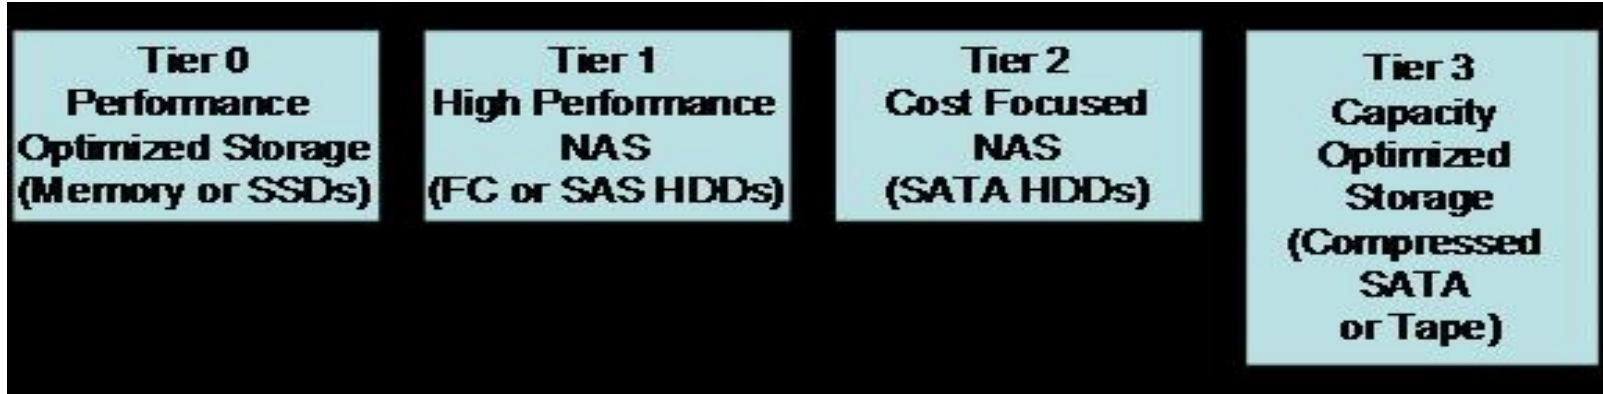 Tier 0
Performance
Optimized Storage
(Memory or SSDs)
Tier 1
High Performance
NAS
(FC or SAS HDDs)
Tier 2
Cost Focused
NAS
(SATA HDDs)
Tier 3
Capacity
Optimized
Storage
(Compressed
SATA
or Tape)